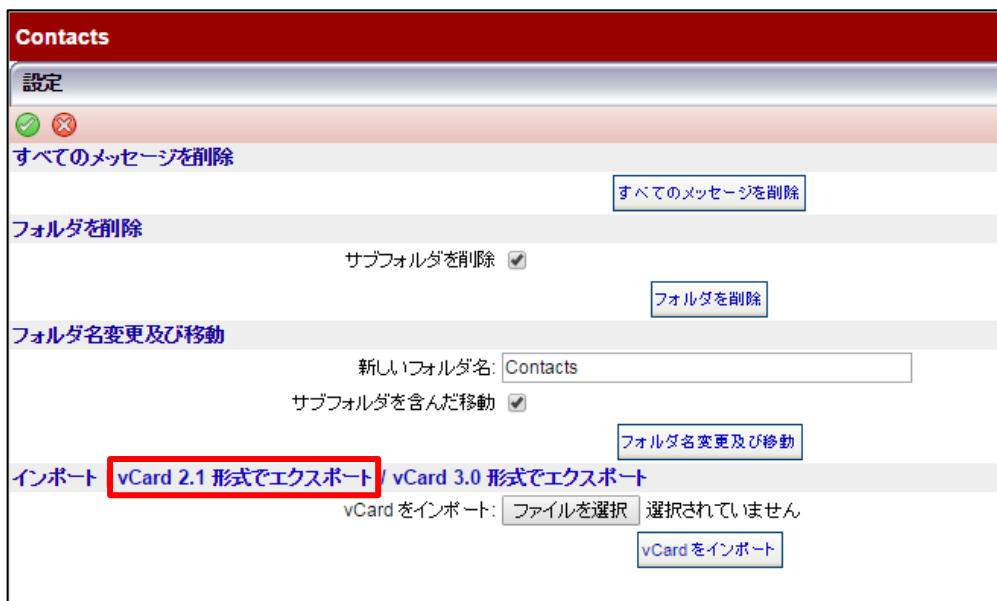 Contacts
設定
すべてのメッセージを削除
すべてのメッセージを削除
フォルダを削除
サブフォルダを削除
フォルダを削除
フォルダ名変更及び移動
新しいフォルダ名: Contacts
サブフォルダを含んだ移動
フォルダ名変更及び移動
インポート / vCard 2.1 形式でエクスポート / vCard 3.0 形式でエクスポート
vCard をインポート: ファイルを選択 選択されていません
vCard をインポート